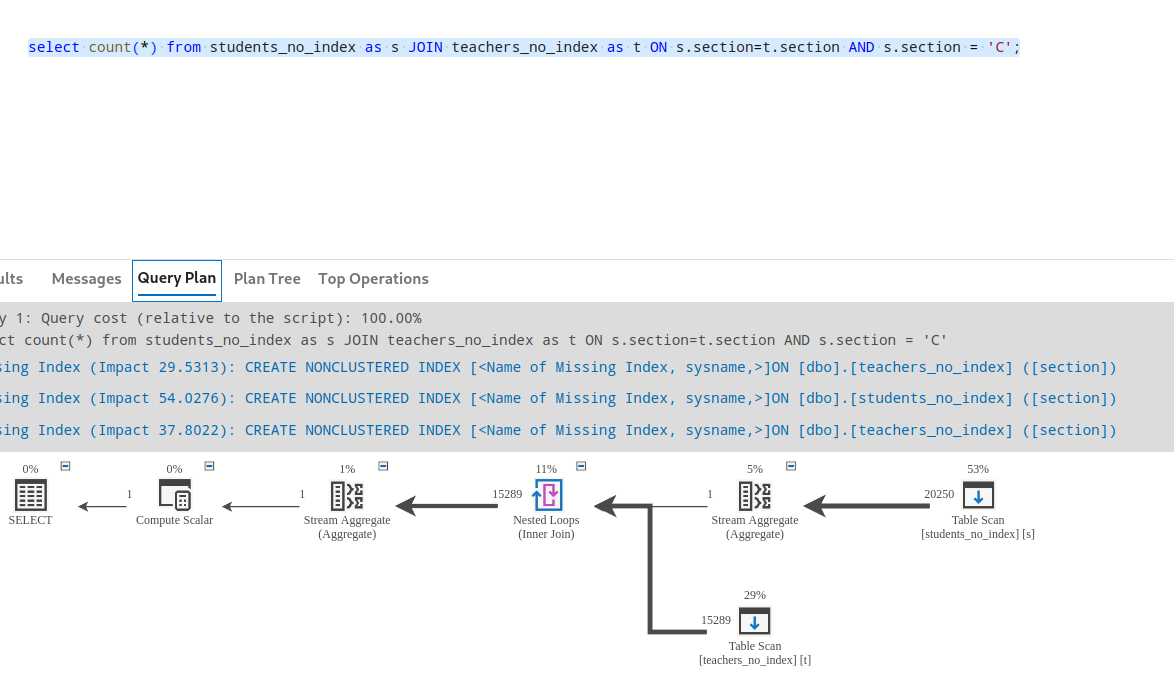 select count(*) from students_no_index as s JOIN teachers_no_index as t ON s.section=t.section AND s.section = 'C';
ults Messages Query Plan Plan Tree Top Operations
y 1: Query cost (relative to the script): 100.00%
ct count(*) from students_no_index as s JOIN teachers_no_index as t ON s.section=t.section AND s.section = 'C'
sing Index (Impact 29.5313): CREATE NONCLUSTERED INDEX [<Name of Missing Index, sysname,>]ON [dbo].[teachers_no_index] ([section])
sing Index (Impact 54.0276): CREATE NONCLUSTERED INDEX [<Name of Missing Index, sysname,>]ON [dbo].[students_no_index] ([section])
sing Index (Impact 37.8022): CREATE NONCLUSTERED INDEX [<Name of Missing Index, sysname,>]ON [dbo].[teachers_no_index] ([section])
0% 0% 1% 11% 5% 53%
1 1 15289 1 20250
SELECT Compute Scalar Stream Aggregate Nested Loops Stream Aggregate Table Scan
(Aggregate) (Inner Join) (Aggregate) [students_no_index] [s]
29%
15289
Table Scan
[teachers_no_index] [t]